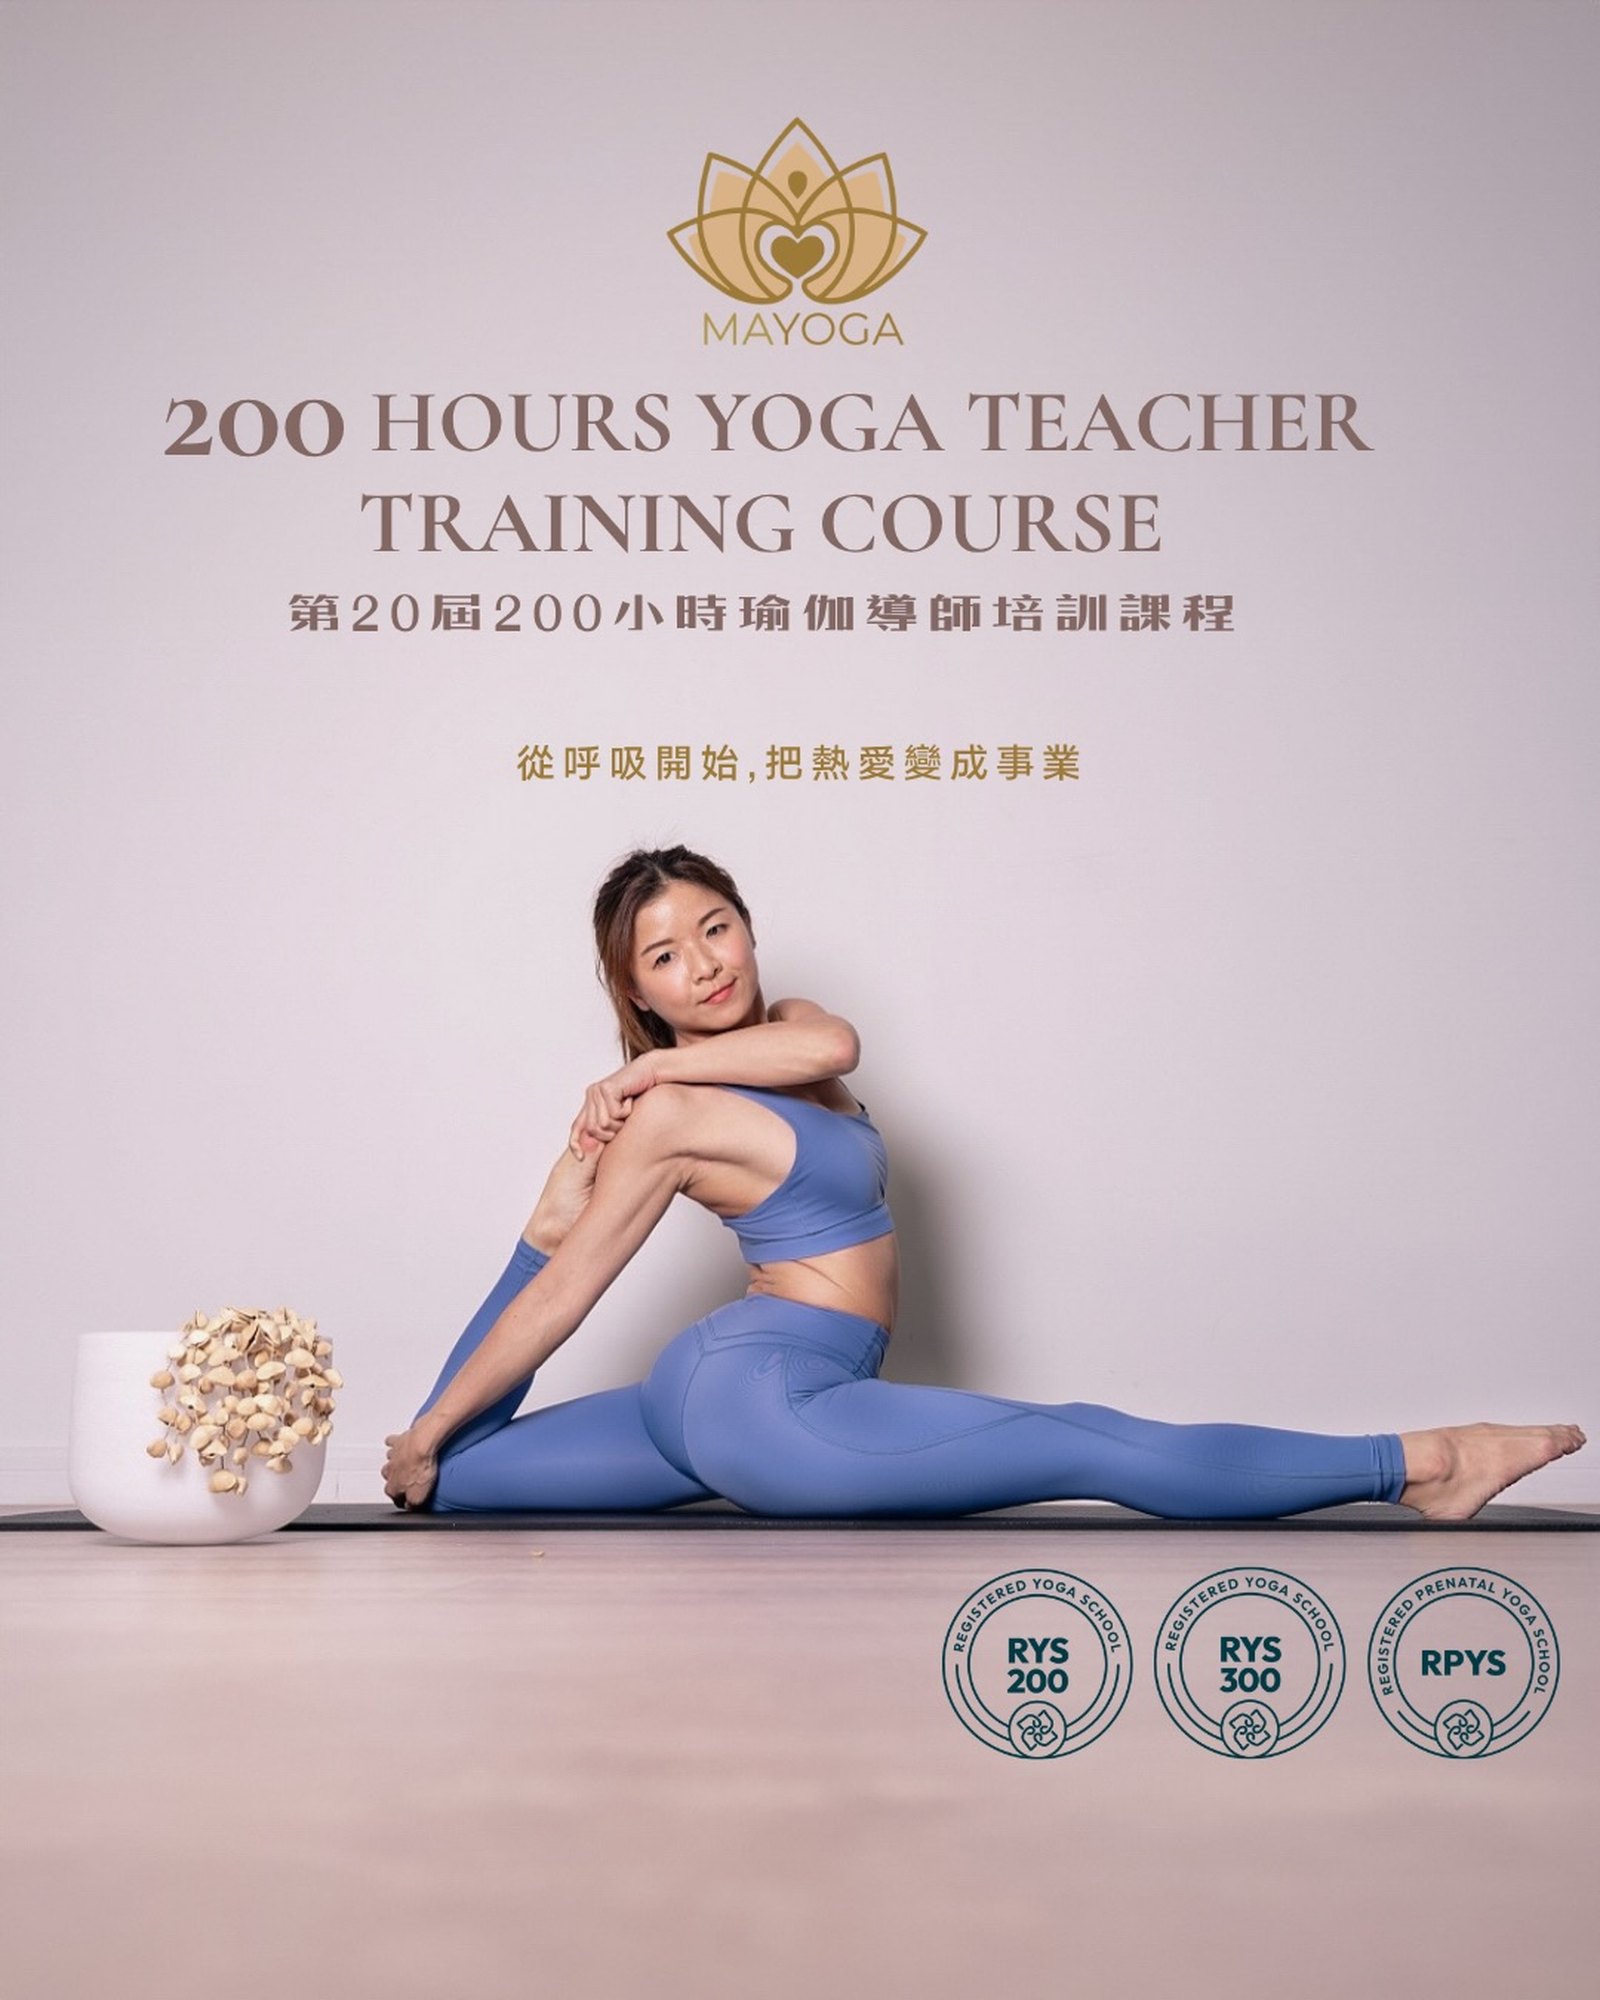 MAYOGA
200 HOURS YOGA TEACHER
TRAINING COURSE
第20屆200小時瑜伽導師培訓課程
從呼吸開始,把熱愛變成事業
REGISTERED YOGA SCHOOL
RYS
200
REGISTERED YOGA SCHOOL
RYS
300
REGISTERED PRENATAL YOGA SCHOOL
RPYS